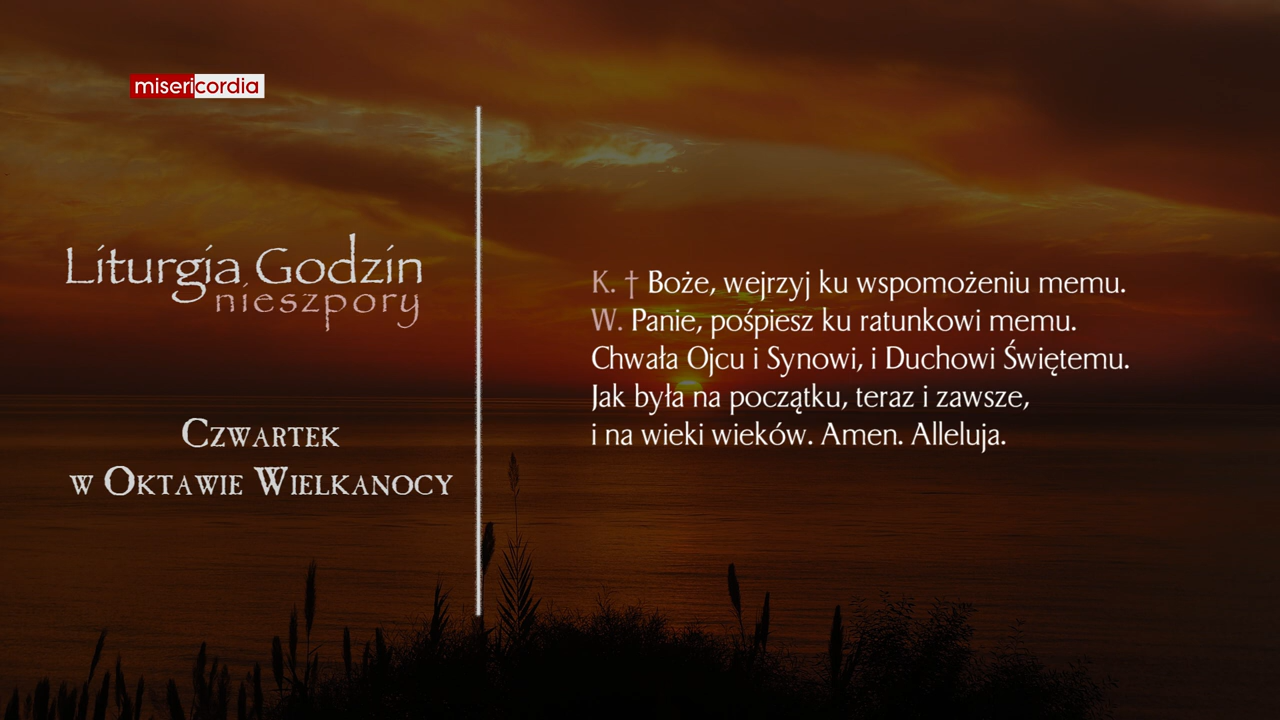 misericordia
Liturgia Godzin
nieszpory
Czwartek
w Oktawie Wielkanocy
K. † Boże, wejrzyj ku wspomożeniu memu.
W. Panie, pośpiesz ku ratunkowi memu.
Chwała Ojcu i Synowi, i Duchowi Świętemu.
Jak była na początku, teraz i zawsze,
i na wieki wieków. Amen. Alleluja.